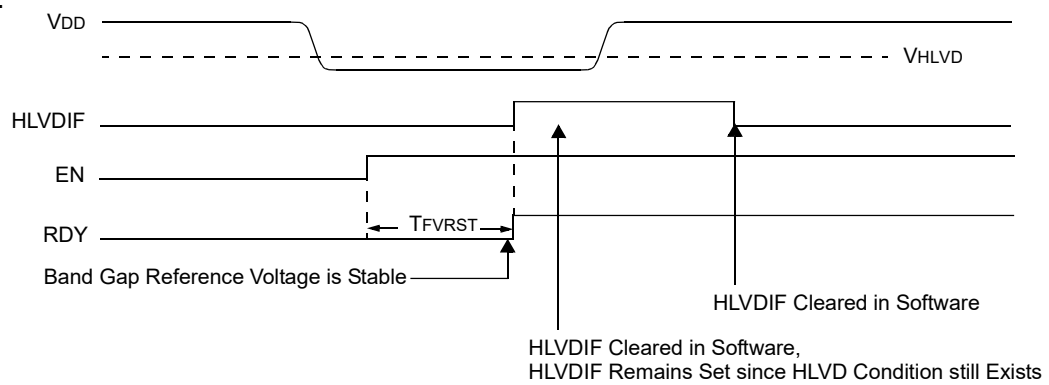 VDD
VHLVD
HLVDIF
EN
TFVRST
RDY
Band Gap Reference Voltage is Stable
HLVDIF Cleared in Software
HLVDIF Cleared in Software,
HLVDIF Remains Set since HLVD Condition still Exists